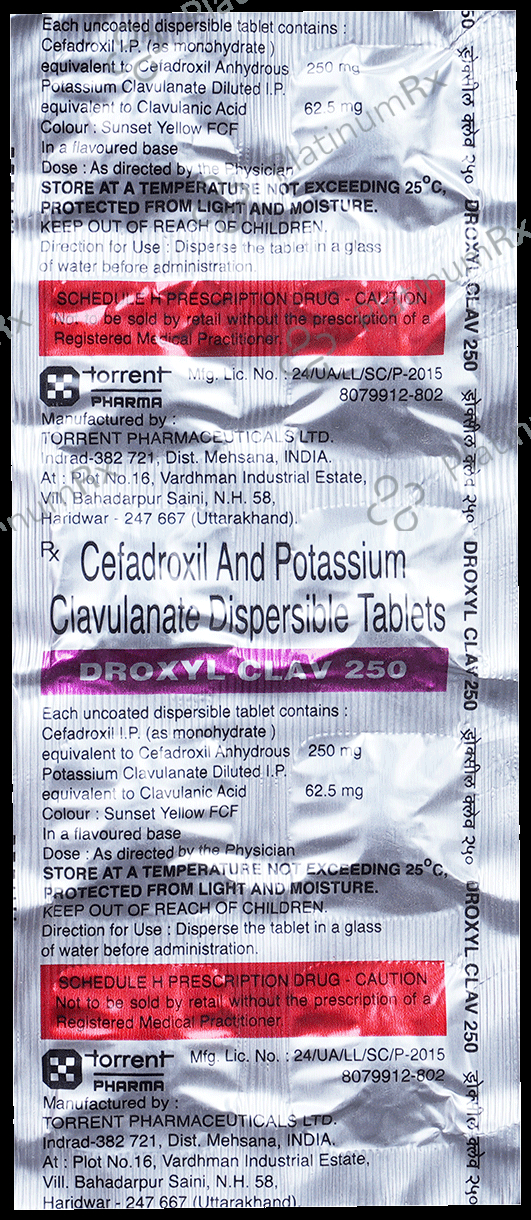 Each uncoated dispersible tablet contains :
Cefadroxil I.P. (as monohydrate )
equivalent to Cefadroxil Anhydrous 250 mg
Potassium Clavulanate Diluted I.P.
equivalent to Clavulanic Acid 62.5 mg
Colour : Sunset Yellow FCF
In a flavoured base
Dose : As directed by the Physician
STORE AT A TEMPERATURE NOT EXCEEDING 25°C,
PROTECTED FROM LIGHT AND MOISTURE.
KEEP OUT OF REACH OF CHILDREN.
Direction for Use : Disperse the tablet in a glass
of water before administration.
SCHEDULE H PRESCRIPTION DRUG - CAUTION
Not to be sold by retail without the prescription of a
Registered Medical Practitioner.
torrent
PHARMA
Mfg. Lic. No. : 24/UA/LL/SC/P-2015
8079912-802
Manufactured by :
TORRENT PHARMACEUTICALS LTD.
Indrad-382 721, Dist. Mehsana, INDIA.
At : Plot No.16, Vardhman Industrial Estate,
Vill. Bahadarpur Saini, N.H. 58,
Haridwar - 247 667 (Uttarakhand).
Rx Cefadroxil And Potassium
Clavulanate Dispersible Tablets
DROXYL CLAV 250
Each uncoated dispersible tablet contains :
Cefadroxil I.P. (as monohydrate )
equivalent to Cefadroxil Anhydrous 250 mg
Potassium Clavulanate Diluted I.P.
equivalent to Clavulanic Acid 62.5 mg
Colour : Sunset Yellow FCF
In a flavoured base
Dose : As directed by the Physician
STORE AT A TEMPERATURE NOT EXCEEDING 25°C,
PROTECTED FROM LIGHT AND MOISTURE.
KEEP OUT OF REACH OF CHILDREN.
Direction for Use : Disperse the tablet in a glass
of water before administration.
SCHEDULE H PRESCRIPTION DRUG - CAUTION
Not to be sold by retail without the prescription of a
Registered Medical Practitioner.
torrent
PHARMA
Mfg. Lic. No. : 24/UA/LL/SC/P-2015
8079912-802
Manufactured by :
TORRENT PHARMACEUTICALS LTD.
Indrad-382 721, Dist. Mehsana, INDIA.
At : Plot No.16, Vardhman Industrial Estate,
Vill. Bahadarpur Saini, N.H. 58,
Haridwar - 247 667 (Uttarakhand).
50 ड्रोक्सील क्लेव २५० DROXYL CLAV 250 ड्रोक्सील क्लेव २५० DROXYL CLAV 250 ड्रोक्सील क्लेव २५० DROXYL CLAV 250 ड्रोक्सील क्लेव २५०
PlatinumRx
PlatinumRx
PlatinumRx